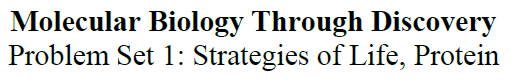 Molecular Biology Through Discovery
Problem Set 1: Strategies of Life, Protein